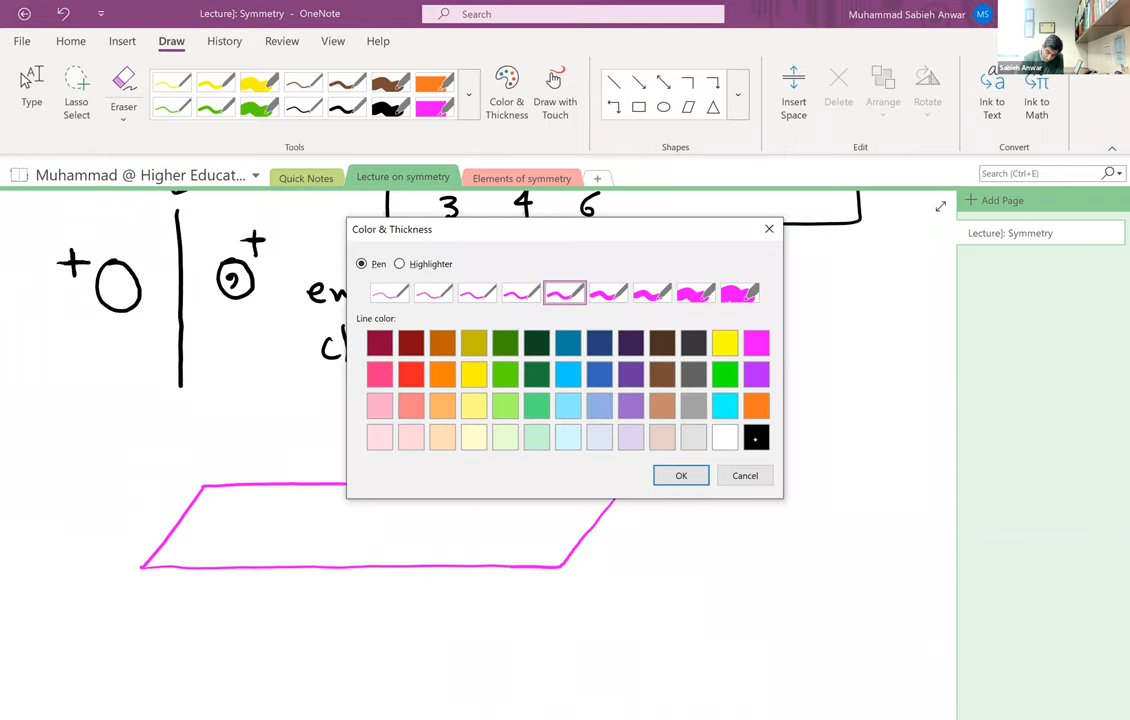 Lecture]: Symmetry - OneNote
Search
Muhammad Sabieh Anwar
MS
File
Home
Insert
Draw
History
Review
View
Help
Sabieh Anwar
Type
Lasso Select
Eraser
Color & Thickness
Draw with Touch
Insert Space
Delete
Arrange
Rotate
Ink to Text
Ink to Math
Tools
Shapes
Edit
Convert
Muhammad @ Higher Educat...
Quick Notes
Lecture on symmetry
Elements of symmetry
+
Search (Ctrl+E)
Add Page
Lecture]: Symmetry
3 4 6
+ +
Color & Thickness
Pen
Highlighter
Line color:
OK
Cancel